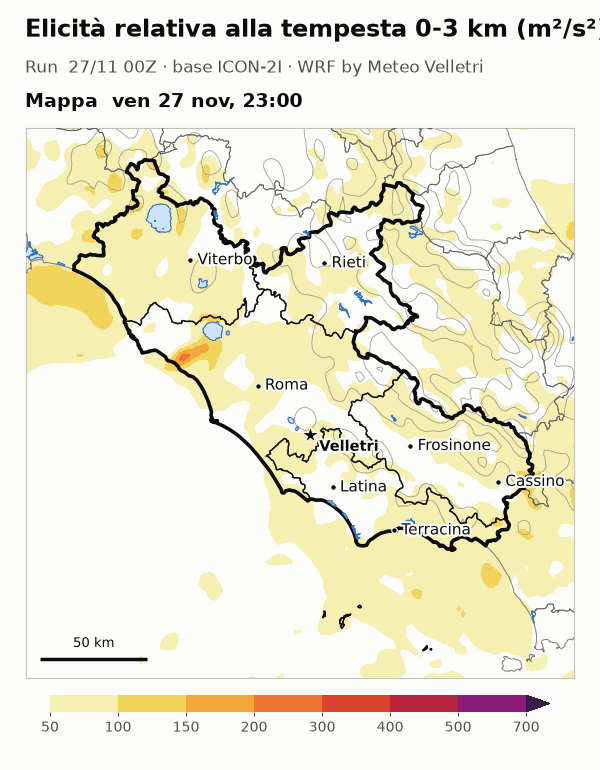 Elicità relativa alla tempesta 0-3 km (m²/s²)
Run 27/11 00Z · base ICON-2I · WRF by Meteo Velletri
Mappa ven 27 nov, 23:00
Viterbo
Rieti
Roma
Velletri
Frosinone
Cassino
Latina
Terracina
50 km
50 100 150 200 300 400 500 700